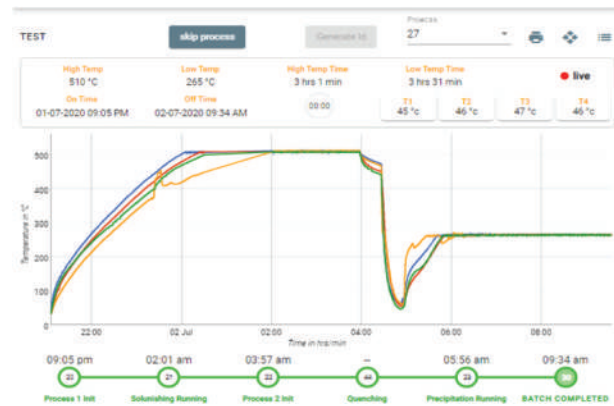 Process
TEST
skip process
Generate Id
27
High Temp
Low Temp
High Temp Time
Low Temp Time
live
510 °C
265 °C
3 hrs 1 min
3 hrs 31 min
On Time
Off Time
00:00
T1
T2
T3
T4
01-07-2020 09:05 PM
02-07-2020 09:34 AM
45 °c
46 °c
47 °c
46 °c
500
400
300
200
100
0
Temperature in °C
22:00
02 Jul
02:00
04:00
06:00
08:00
Time in hrs/min
09:05 pm
02:01 am
03:57 am
--
05:56 am
09:34 am
Process 1 Init
Solunishing Running
Process 2 Init
Quenching
Precipitation Running
BATCH COMPLETED